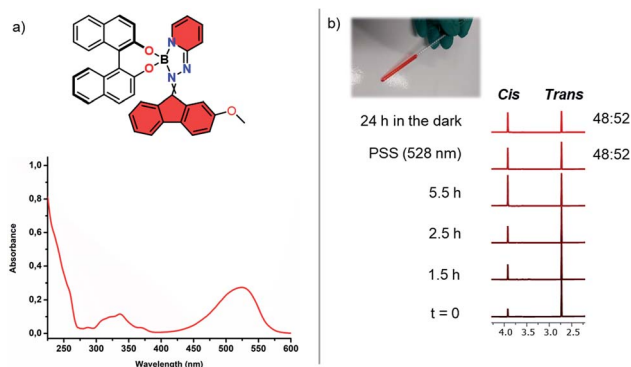 a)
O
O
B
N
N
N
O
Absorbance
1,0
0,8
0,6
0,4
0,2
0,0
250 300 350 400 450 500 550 600
Wavelength (nm)
b)
Cis Trans
24 h in the dark 48:52
PSS (528 nm) 48:52
5.5 h
2.5 h
1.5 h
t = 0
4.0 3.5 3.0 2.5